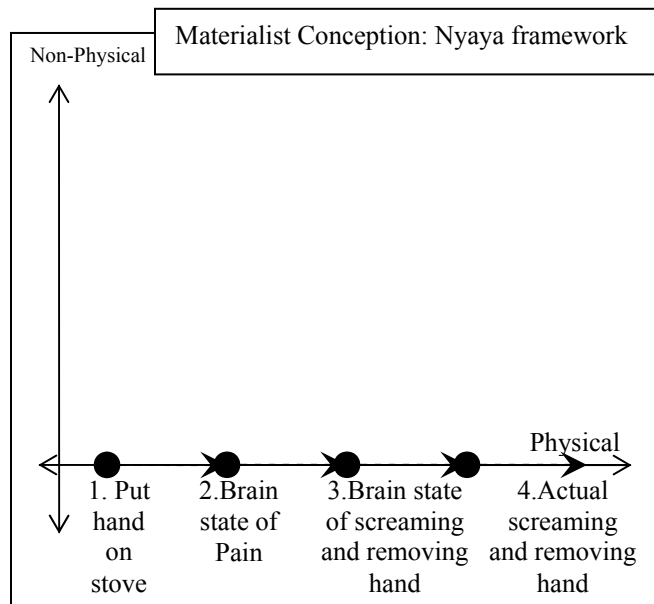 Materialist Conception: Nyaya framework
Non-Physical
Physical
1. Put
hand
on
stove
2.Brain
state of
Pain
3.Brain state
of screaming
and removing
hand
4.Actual
screaming
and removing
hand